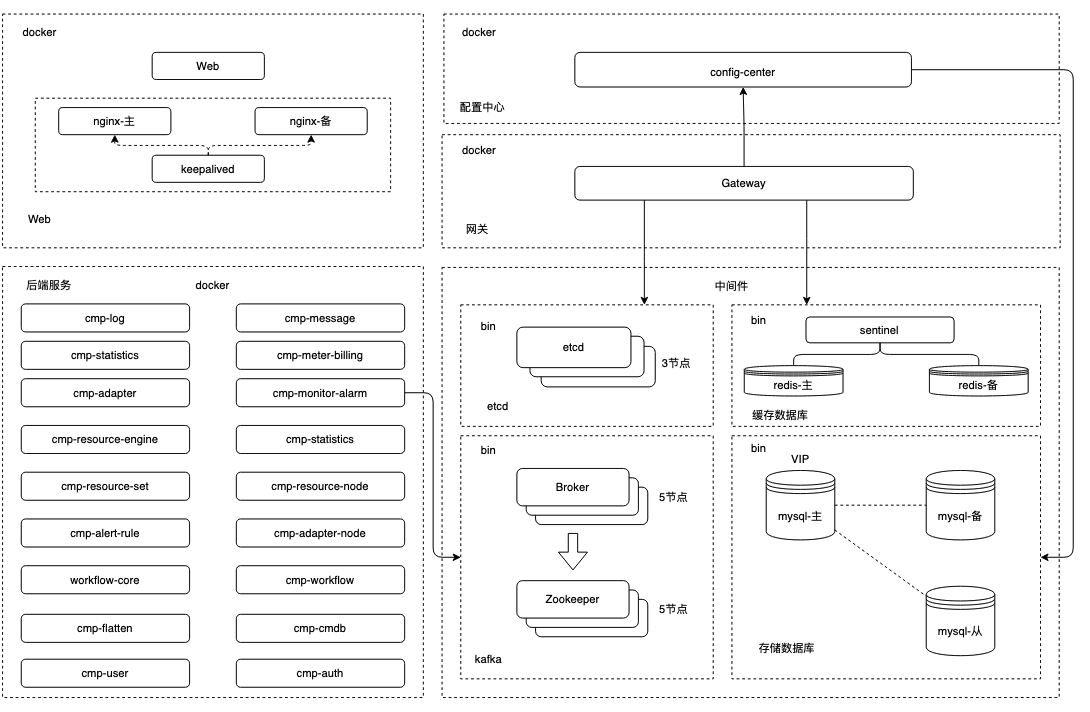 docker
Web
nginx-主
nginx-备
keepalived
Web
docker
config-center
配置中心
docker
Gateway
网关
后端服务
docker
cmp-log
cmp-message
cmp-statistics
cmp-meter-billing
cmp-adapter
cmp-monitor-alarm
cmp-resource-engine
cmp-statistics
cmp-resource-set
cmp-resource-node
cmp-alert-rule
cmp-adapter-node
workflow-core
cmp-workflow
cmp-flatten
cmp-cmdb
cmp-user
cmp-auth
中间件
bin
etcd
3节点
etcd
bin
sentinel
redis-主
redis-备
缓存数据库
bin
Broker
5节点
Zookeeper
5节点
kafka
bin
VIP
mysql-主
mysql-备
mysql-从
存储数据库